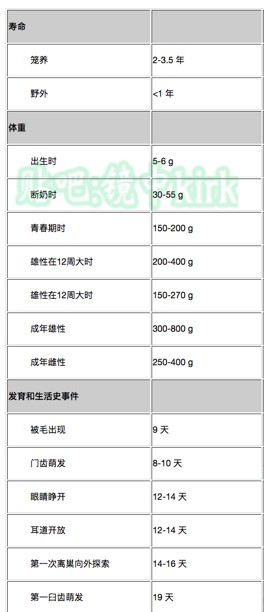 寿命
笼养 2-3.5 年
野外 <1 年
体重
出生时 5-6 g
断奶时 30-55 g
青春期时 150-200 g
雄性在12周大时 200-400 g
雄性在12周大时 150-270 g
成年雄性 300-800 g
成年雌性 250-400 g
发育和生活史事件
被毛出现 9 天
门齿萌发 8-10 天
眼睛睁开 12-14 天
耳道开放 12-14 天
第一次离巢向外探索 14-16 天
第一臼齿萌发 19 天
贴吧:镜中kirk